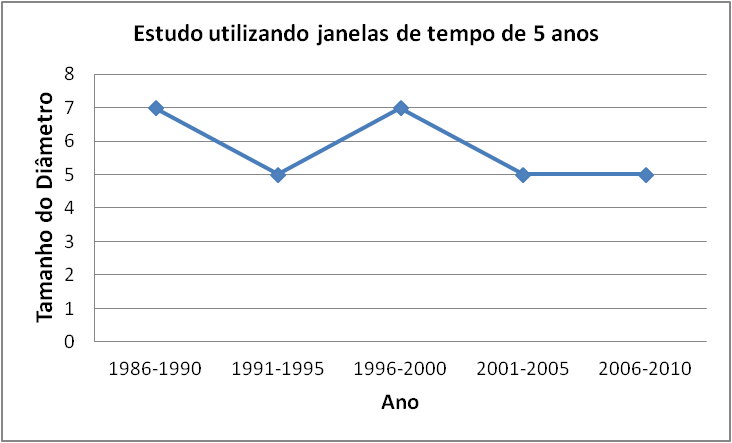 Estudo utilizando janelas de tempo de 5 anos
Tamanho do Diâmetro
8
7
6
5
4
3
2
1
0
1986-1990 1991-1995 1996-2000 2001-2005 2006-2010
Ano